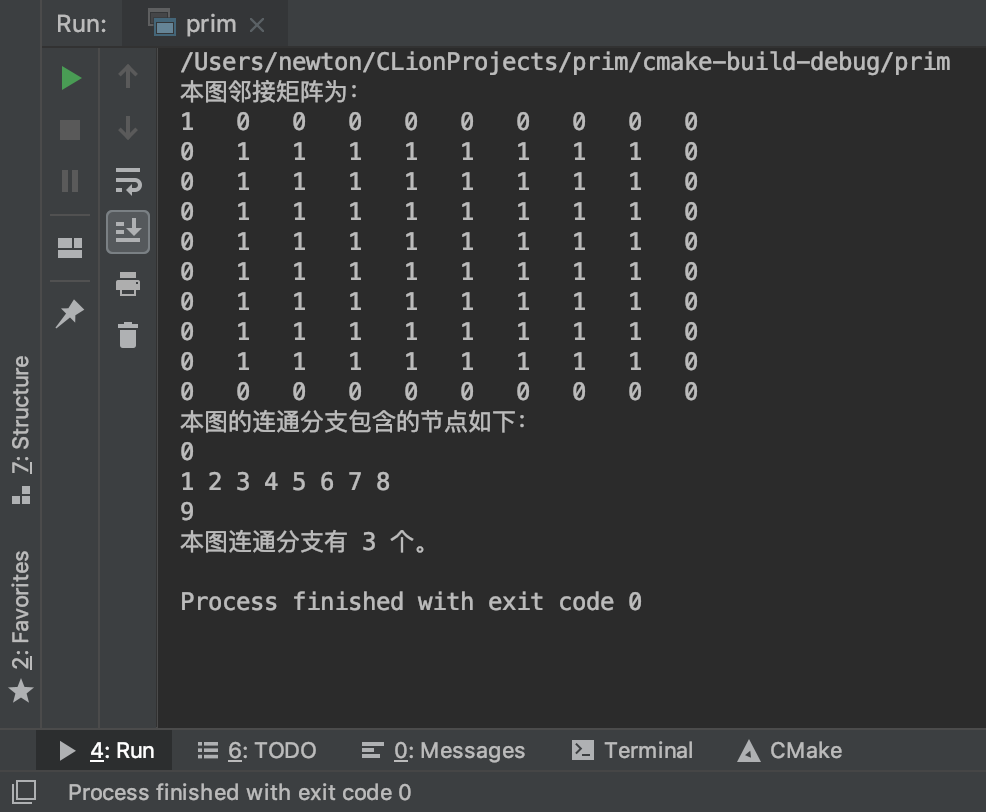 Run: prim
/Users/newton/CLionProjects/prim/cmake-build-debug/prim
本图邻接矩阵为：
1 0 0 0 0 0 0 0 0 0
0 1 1 1 1 1 1 1 1 0
0 1 1 1 1 1 1 1 1 0
0 1 1 1 1 1 1 1 1 0
0 1 1 1 1 1 1 1 1 0
0 1 1 1 1 1 1 1 1 0
0 1 1 1 1 1 1 1 1 0
0 1 1 1 1 1 1 1 1 0
0 1 1 1 1 1 1 1 1 0
0 0 0 0 0 0 0 0 0 0
本图的连通分支包含的节点如下：
0
1 2 3 4 5 6 7 8
9
本图连通分支有 3 个。
Process finished with exit code 0
7: Structure
2: Favorites
4: Run 6: TODO 0: Messages Terminal CMake
Process finished with exit code 0